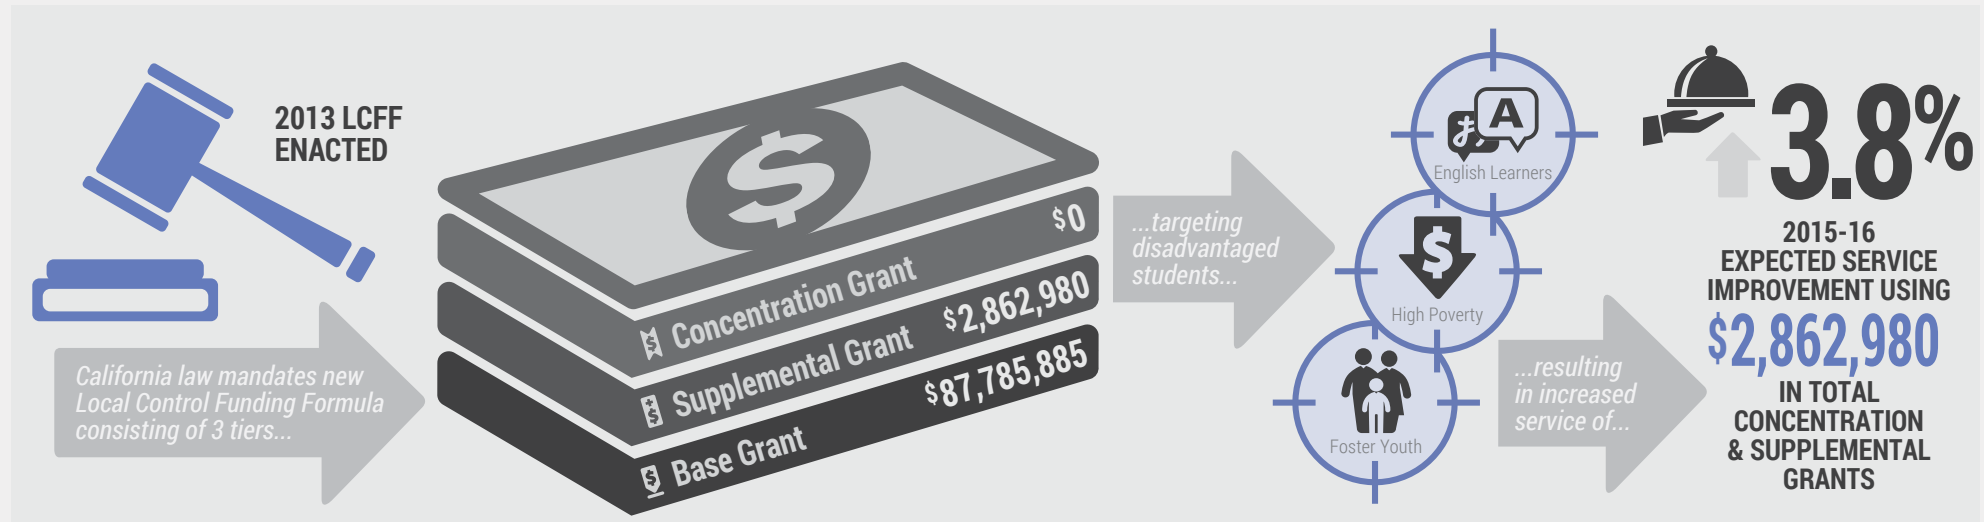 2013 LCFF
ENACTED
California law mandates new
Local Control Funding Formula
consisting of 3 tiers...
$
Concentration Grant $0
Supplemental Grant $2,862,980
Base Grant $87,785,885
...targeting
disadvantaged
students...
あ A
English Learners
$
High Poverty
Foster Youth
...resulting
in increased
service of...
3.8%
2015-16
EXPECTED SERVICE
IMPROVEMENT USING
$2,862,980
IN TOTAL
CONCENTRATION
& SUPPLEMENTAL
GRANTS